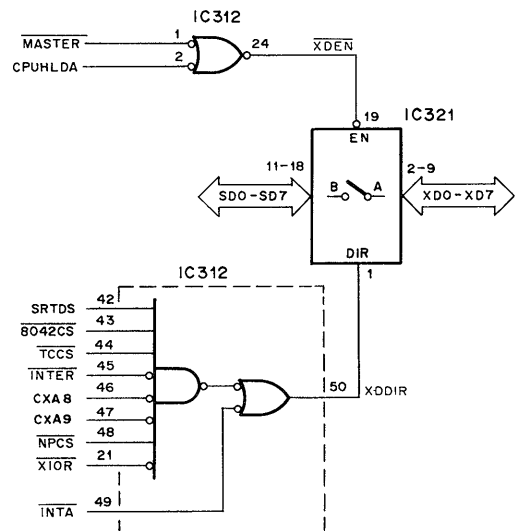 IC312
MASTER 1 24 XDEN
CPUHLDA 2
19 IC321
EN
11-18 2-9
SD0-SD7 B A XD0-XD7
DIR
IC312 1
SRTDS 42
8042CS 43
TCCS 44
INTER 45
CXA8 46
CXA9 47
NPCS 48
XIOR 21
50 XDDIR
INTA 49